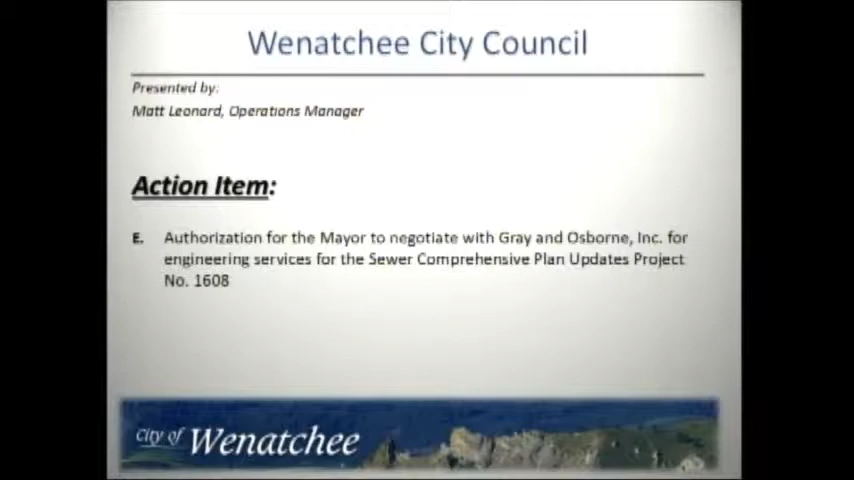 Wenatchee City Council
Presented by:
Matt Leonard, Operations Manager
Action Item:
E. Authorization for the Mayor to negotiate with Gray and Osborne, Inc. for
engineering services for the Sewer Comprehensive Plan Updates Project
No. 1608
City of Wenatchee